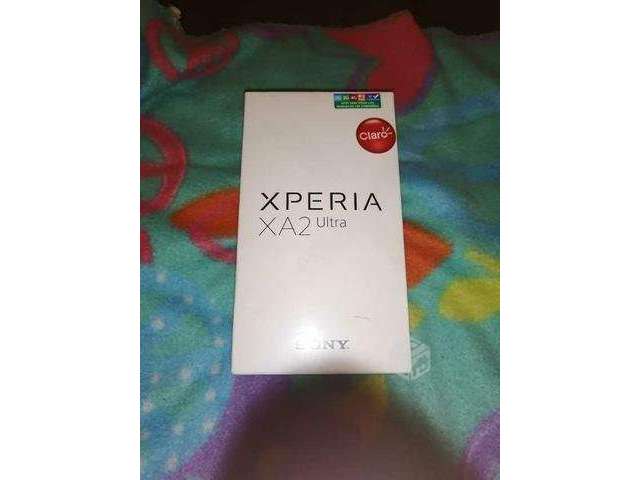 Claro
XPERIA
XA2 Ultra
SONY